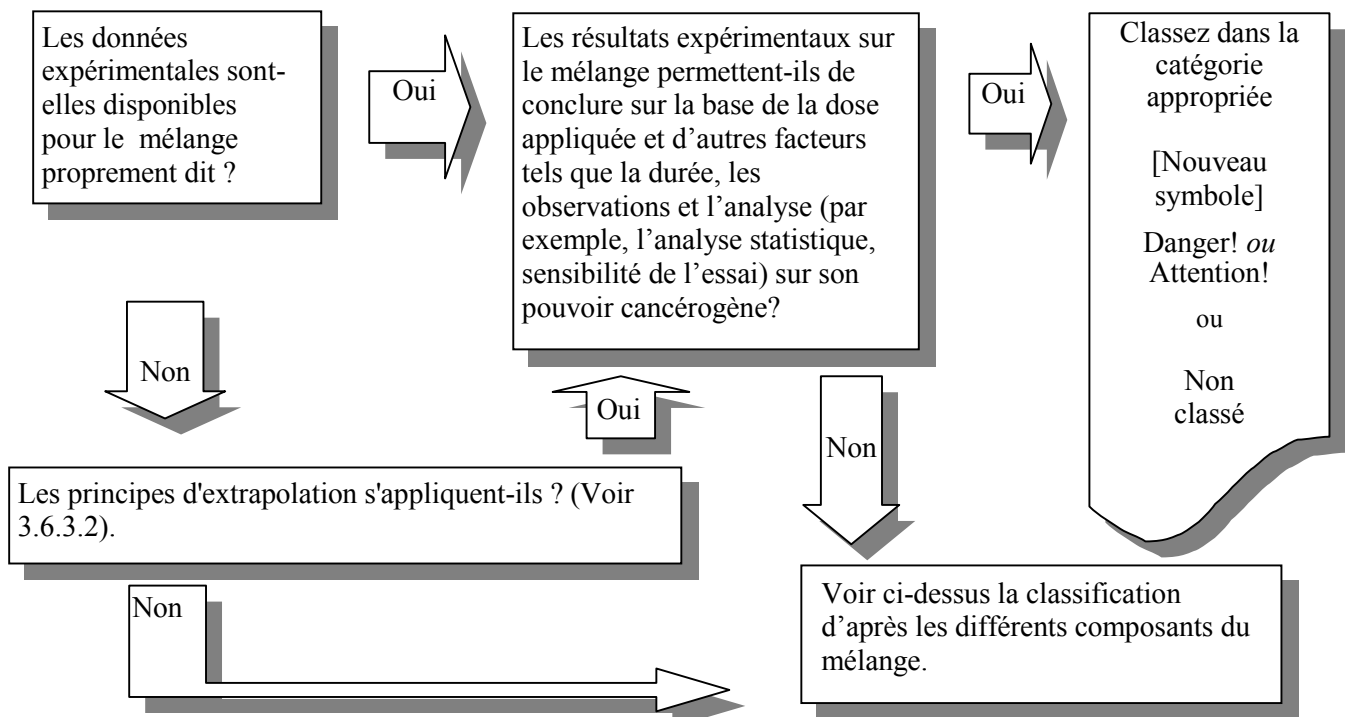 Les données
expérimentales sont-
elles disponibles
pour le mélange
proprement dit ?
Oui
Les résultats expérimentaux sur
le mélange permettent-ils de
conclure sur la base de la dose
appliquée et d’autres facteurs
tels que la durée, les
observations et l’analyse (par
exemple, l’analyse statistique,
sensibilité de l’essai) sur son
pouvoir cancérogène?
Oui
Classez dans la
catégorie
appropriée
[Nouveau
symbole]
Danger! ou
Attention!
ou
Non
classé
Non
Oui
Non
Les principes d'extrapolation s'appliquent-ils ? (Voir
3.6.3.2).
Non
Voir ci-dessus la classification
d’après les différents composants du
mélange.